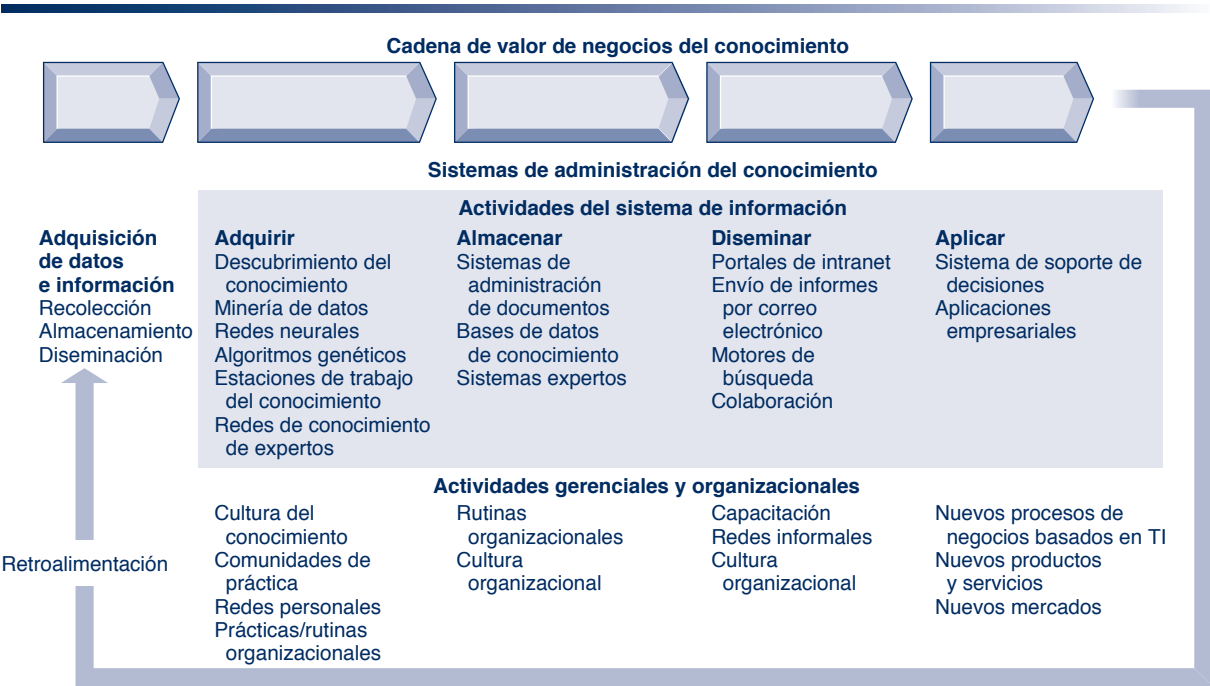 Cadena de valor de negocios del conocimiento
Sistemas de administración del conocimiento
Actividades del sistema de información
Adquisición
de datos
e información
Recolección
Almacenamiento
Diseminación
Adquirir
Descubrimiento del
conocimiento
Minería de datos
Redes neurales
Algoritmos genéticos
Estaciones de trabajo
del conocimiento
Redes de conocimiento
de expertos
Almacenar
Sistemas de
administración
de documentos
Bases de datos
de conocimiento
Sistemas expertos
Diseminar
Portales de intranet
Envío de informes
por correo
electrónico
Motores de
búsqueda
Colaboración
Aplicar
Sistema de soporte de
decisiones
Aplicaciones
empresariales
Actividades gerenciales y organizacionales
Cultura del
conocimiento
Comunidades de
práctica
Redes personales
Prácticas/rutinas
organizacionales
Rutinas
organizacionales
Cultura
organizacional
Capacitación
Redes informales
Cultura
organizacional
Nuevos procesos de
negocios basados en TI
Nuevos productos
y servicios
Nuevos mercados
Retroalimentación